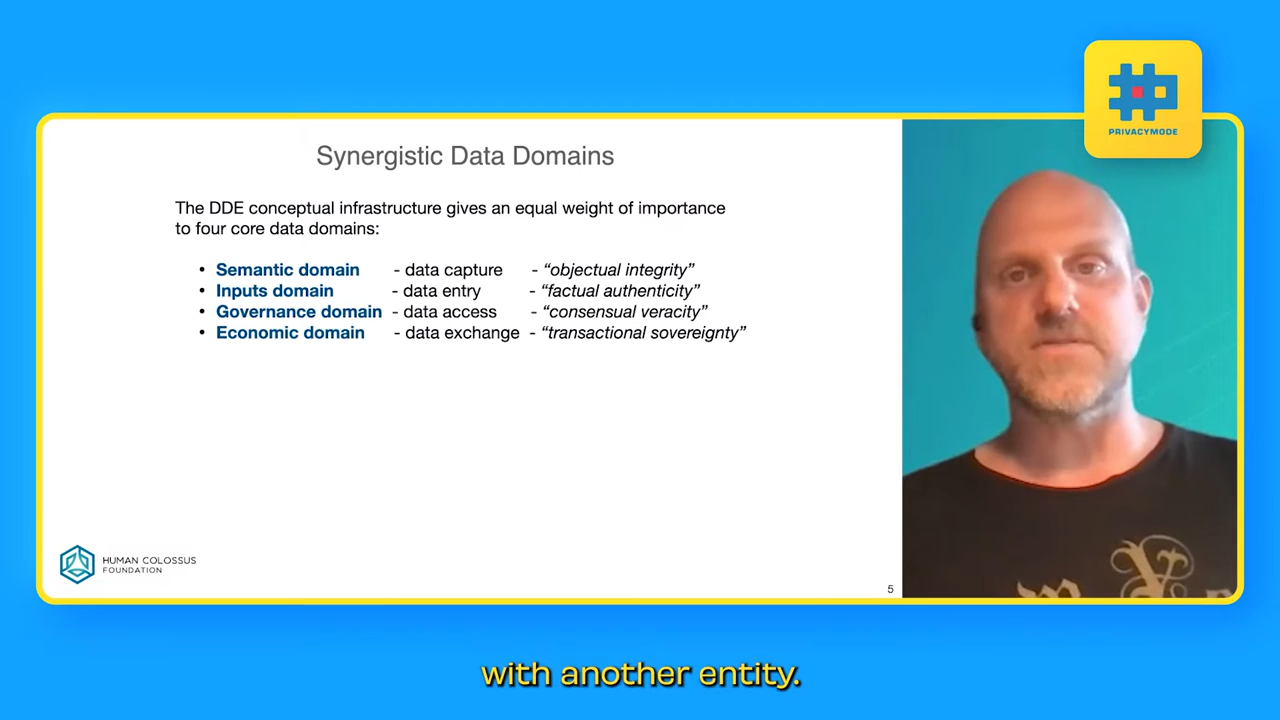 PRIVACYMODE
Synergistic Data Domains
The DDE conceptual infrastructure gives an equal weight of importance
to four core data domains:
• Semantic domain - data capture - “objectual integrity”
• Inputs domain - data entry - “factual authenticity”
• Governance domain - data access - “consensual veracity”
• Economic domain - data exchange - “transactional sovereignty”
HUMAN COLOSSUS
FOUNDATION
5
with another entity.